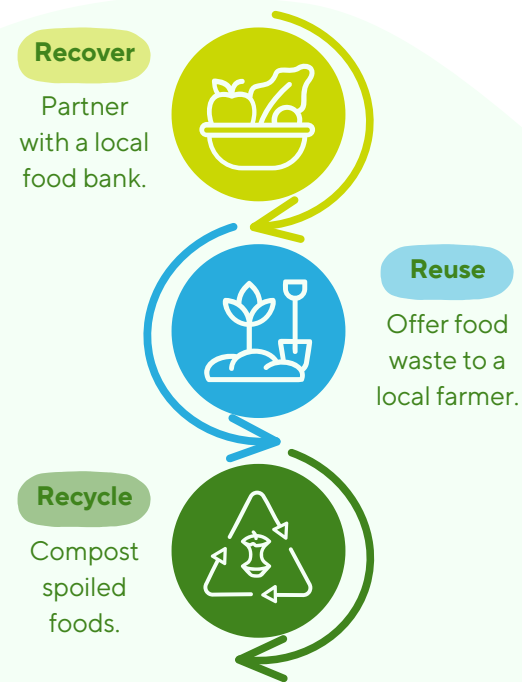 Recover
Partner
with a local
food bank.
Reuse
Offer food
waste to a
local farmer.
Recycle
Compost
spoiled
foods.